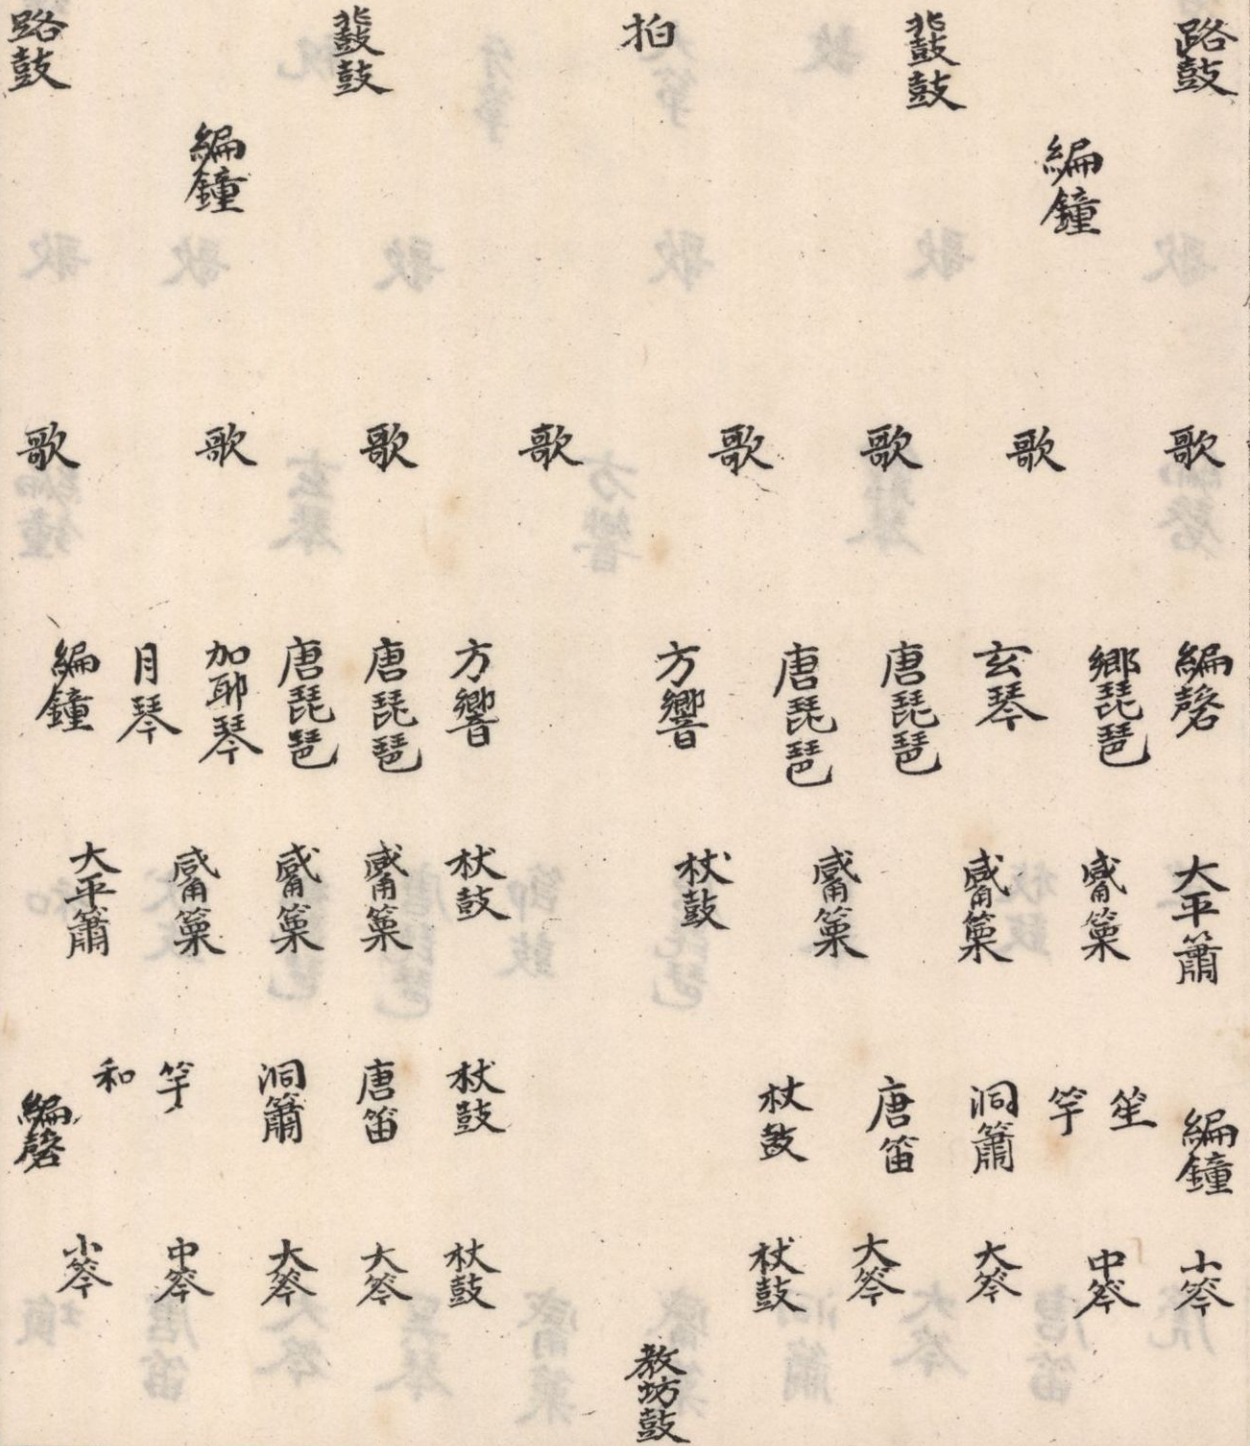 路鼓 鼗鼓 拍 鼗鼓 路鼓
編鐘 編鐘
歌 歌 歌 歌 歌 歌 歌 歌
編磬 鄕琵琶 玄琴 唐琵琶 唐琵琶 方響 方響 唐琵琶 唐琵琶 加耶琴 月琴 編鐘
大平簫 觱篥 觱篥 觱篥 杖鼓 杖鼓 觱篥 觱篥 觱篥 大平簫
編鐘 笙 竽 洞簫 唐笛 杖鼓 杖鼓 唐笛 洞簫 竽 和 編磬
小笒 中笒 大笒 大笒 杖鼓 杖鼓 大笒 大笒 中笒 小笒
教坊鼓